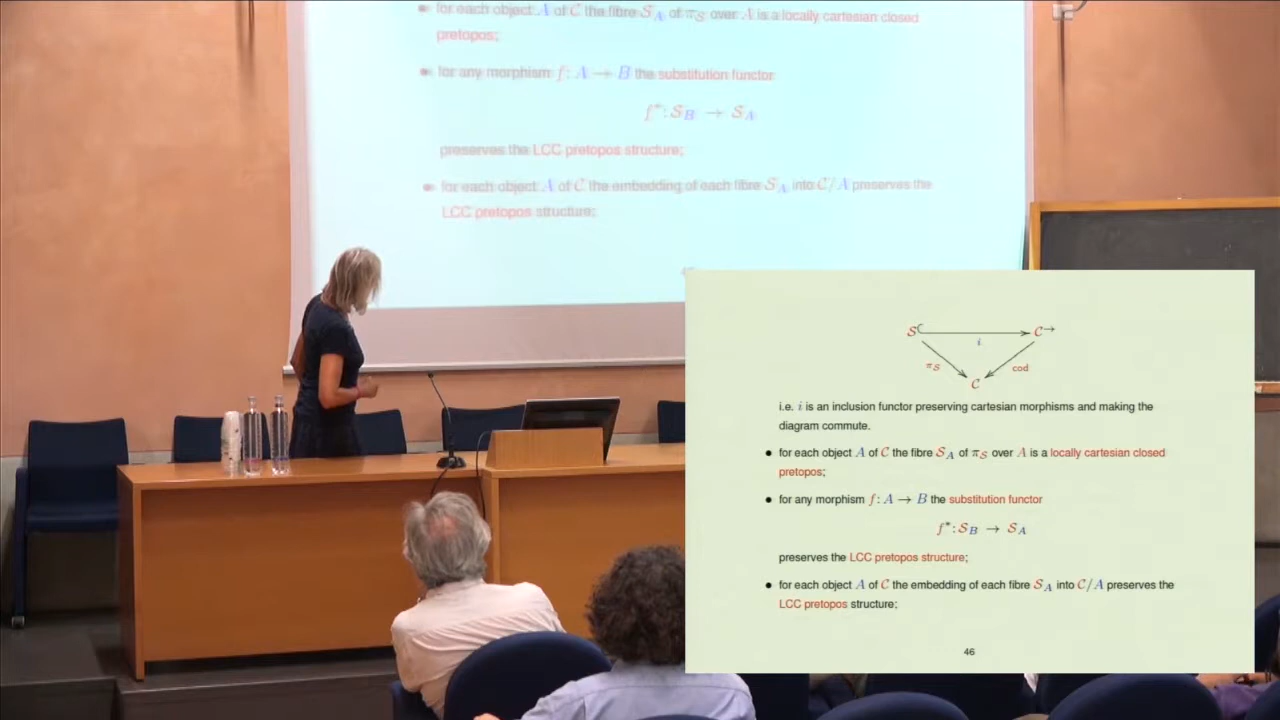 for each object A of C the fibre S_A of π_S over A is a locally cartesian closed
pretopos;
for any morphism f: A → B the substitution functor
f*: S_B → S_A
preserves the LCC pretopos structure;
for each object A of C the embedding of each fibre S_A into C/A preserves the
LCC pretopos structure;
S C→
i
π_S cod
C
i.e. i is an inclusion functor preserving cartesian morphisms and making the
diagram commute.
• for each object A of C the fibre S_A of π_S over A is a locally cartesian closed
pretopos;
• for any morphism f: A → B the substitution functor
f*: S_B → S_A
preserves the LCC pretopos structure;
• for each object A of C the embedding of each fibre S_A into C/A preserves the
LCC pretopos structure;
46